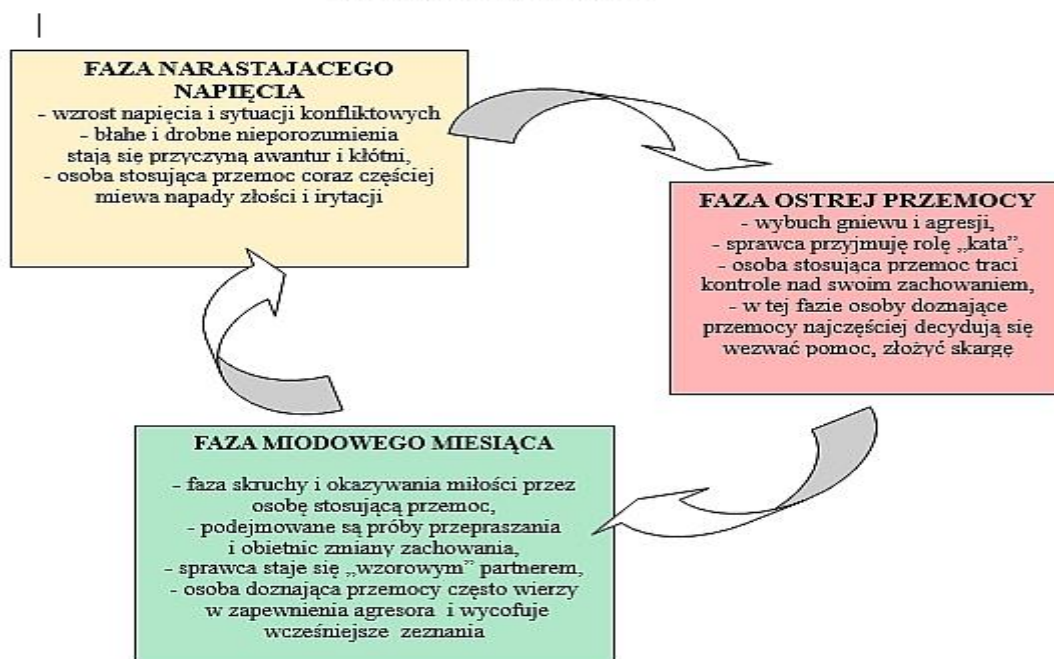 FAZA NARASTAJACEGO
NAPIĘCIA
- wzrost napięcia i sytuacji konfliktowych
- błahe i drobne nieporozumienia
stają się przyczyną awantur i kłótni,
- osoba stosująca przemoc coraz częściej
miewa napady złości i irytacji
FAZA OSTREJ PRZEMOCY
- wybuch gniewu i agresji,
- sprawca przyjmuję rolę „kata”,
- osoba stosująca przemoc traci
kontrole nad swoim zachowaniem,
- w tej fazie osoby doznające
przemocy najczęściej decydują się
wezwać pomoc, złożyć skargę
FAZA MIODOWEGO MIESIĄCA
- faza skruchy i okazywania miłości przez
osobę stosującą przemoc,
- podejmowane są próby przepraszania
i obietnic zmiany zachowania,
- sprawca staje się „wzorowym” partnerem,
- osoba doznająca przemocy często wierzy
w zapewnienia agresora i wycofuje
wcześniejsze zeznania